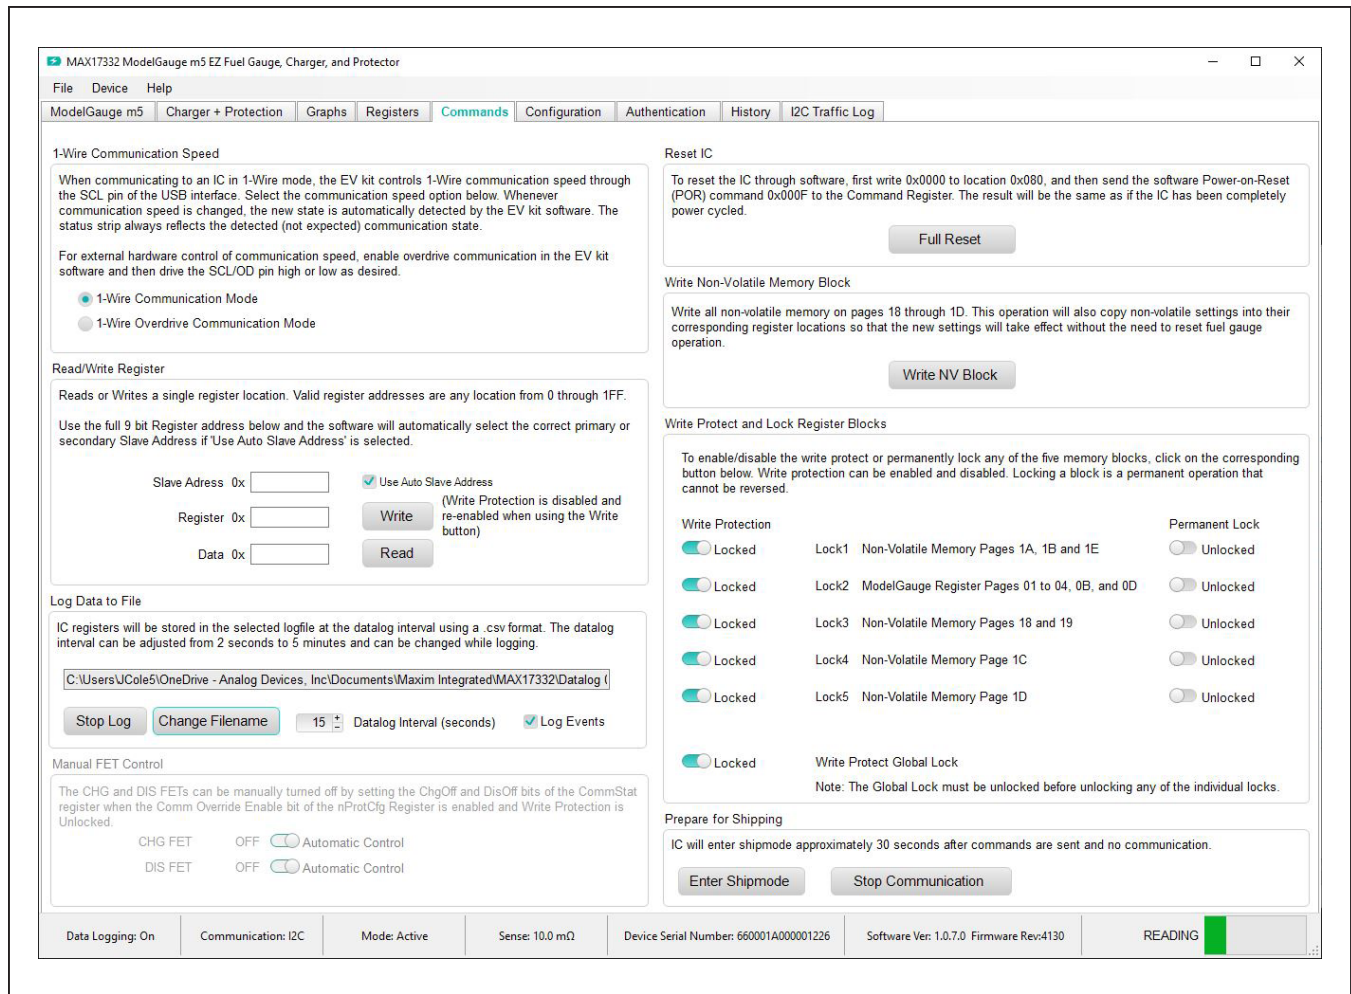 MAX17332 ModelGauge m5 EZ Fuel Gauge, Charger, and Protector
File Device Help
ModelGauge m5 Charger + Protection Graphs Registers Commands Configuration Authentication History I2C Traffic Log
1-Wire Communication Speed
When communicating to an IC in 1-Wire mode, the EV kit controls 1-Wire communication speed through
the SCL pin of the USB interface. Select the communication speed option below. Whenever
communication speed is changed, the new state is automatically detected by the EV kit software. The
status strip always reflects the detected (not expected) communication state.
For external hardware control of communication speed, enable overdrive communication in the EV kit
software and then drive the SCL/OD pin high or low as desired.
1-Wire Communication Mode
1-Wire Overdrive Communication Mode
Read/Write Register
Reads or Writes a single register location. Valid register addresses are any location from 0 through 1FF.
Use the full 9 bit Register address below and the software will automatically select the correct primary or
secondary Slave Address if 'Use Auto Slave Address' is selected.
Slave Adress 0x
Use Auto Slave Address
Register 0x
Write
(Write Protection is disabled and
re-enabled when using the Write
button)
Data 0x
Read
Log Data to File
IC registers will be stored in the selected logfile at the datalog interval using a .csv format. The datalog
interval can be adjusted from 2 seconds to 5 minutes and can be changed while logging.
C:\Users\JCole5\OneDrive - Analog Devices, Inc\Documents\Maxim Integrated\MAX17332\Datalog (
Stop Log Change Filename 15 Datalog Interval (seconds) Log Events
Manual FET Control
The CHG and DIS FETs can be manually turned off by setting the ChgOff and DisOff bits of the CommStat
register when the Comm Override Enable bit of the nProtCfg Register is enabled and Write Protection is
Unlocked.
CHG FET OFF Automatic Control
DIS FET OFF Automatic Control
Reset IC
To reset the IC through software, first write 0x0000 to location 0x080, and then send the software Power-on-Reset
(POR) command 0x000F to the Command Register. The result will be the same as if the IC has been completely
power cycled.
Full Reset
Write Non-Volatile Memory Block
Write all non-volatile memory on pages 18 through 1D. This operation will also copy non-volatile settings into their
corresponding register locations so that the new settings will take effect without the need to reset fuel gauge
operation.
Write NV Block
Write Protect and Lock Register Blocks
To enable/disable the write protect or permanently lock any of the five memory blocks, click on the corresponding
button below. Write protection can be enabled and disabled. Locking a block is a permanent operation that
cannot be reversed.
Write Protection Permanent Lock
Locked Lock1 Non-Volatile Memory Pages 1A, 1B and 1E Unlocked
Locked Lock2 ModelGauge Register Pages 01 to 04, 0B, and 0D Unlocked
Locked Lock3 Non-Volatile Memory Pages 18 and 19 Unlocked
Locked Lock4 Non-Volatile Memory Page 1C Unlocked
Locked Lock5 Non-Volatile Memory Page 1D Unlocked
Locked Write Protect Global Lock
Note: The Global Lock must be unlocked before unlocking any of the individual locks.
Prepare for Shipping
IC will enter shipmode approximately 30 seconds after commands are sent and no communication.
Enter Shipmode Stop Communication
Data Logging: On Communication: I2C Mode: Active Sense: 10.0 mΩ Device Serial Number: 660001A000001226 Software Ver: 1.0.7.0 Firmware Rev:4130 READING